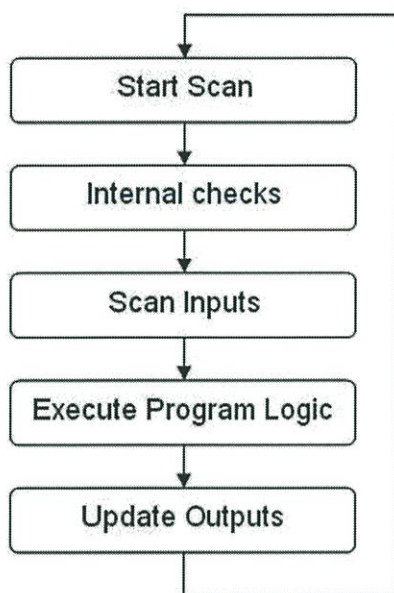 Start Scan
Internal checks
Scan Inputs
Execute Program Logic
Update Outputs